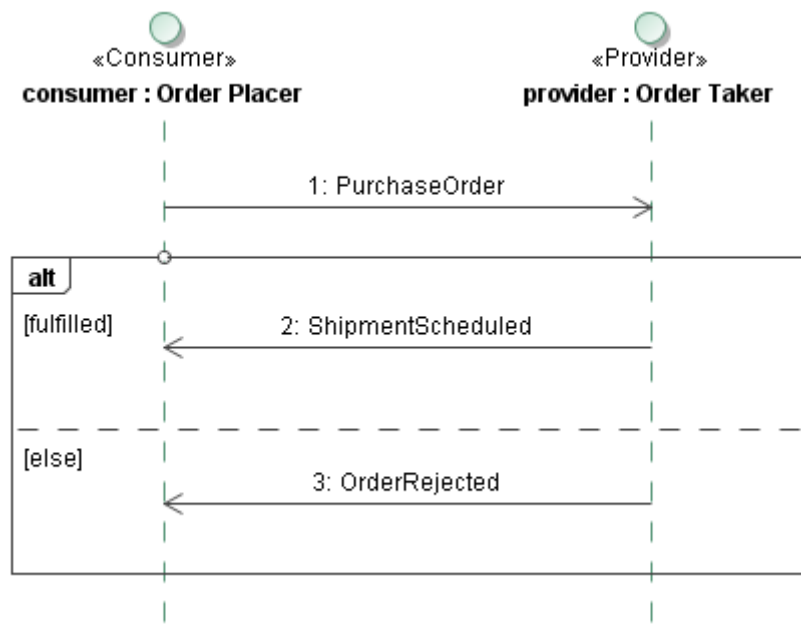 «Consumer»
«Provider»
consumer : Order Placer
provider : Order Taker
1: PurchaseOrder
alt
[fulfilled]
2: ShipmentScheduled
[else]
3: OrderRejected